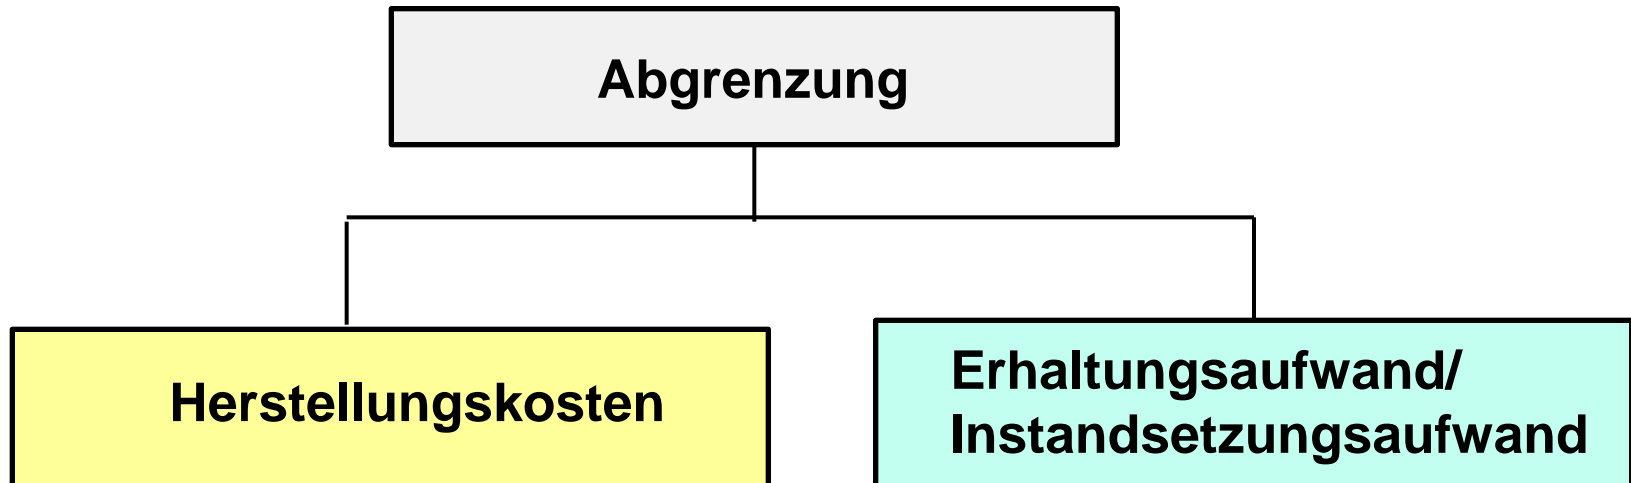 Abgrenzung
Herstellungskosten
Erhaltungsaufwand/
Instandsetzungsaufwand